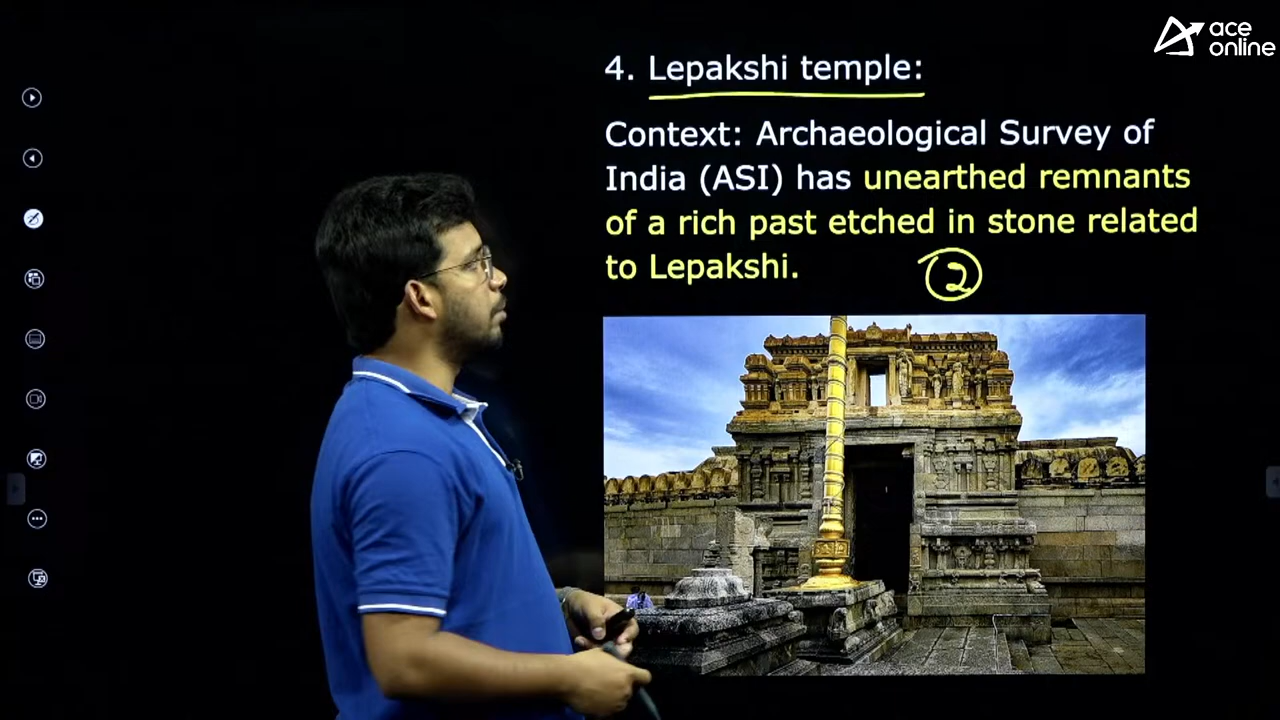 ace
online
4. Lepakshi temple:
Context: Archaeological Survey of
India (ASI) has unearthed remnants
of a rich past etched in stone related
to Lepakshi.
2